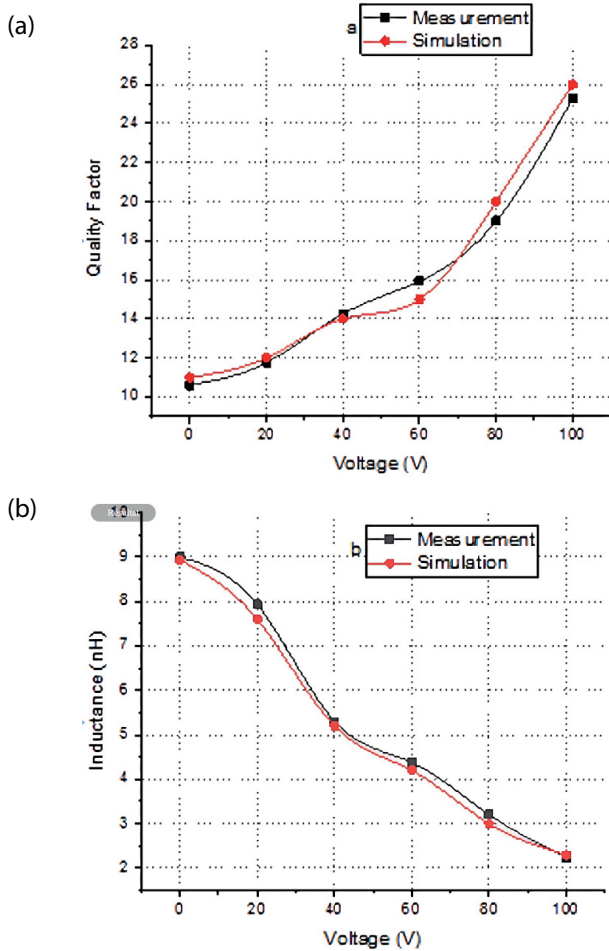 (a)
a
Measurement
Simulation
28
26
24
22
20
18
16
14
12
10
Quality Factor
0 20 40 60 80 100
Voltage (V)
(b)
10
b
Measurement
Simulation
9
8
7
6
5
4
3
2
Inductance (nH)
0 20 40 60 80 100
Voltage (V)